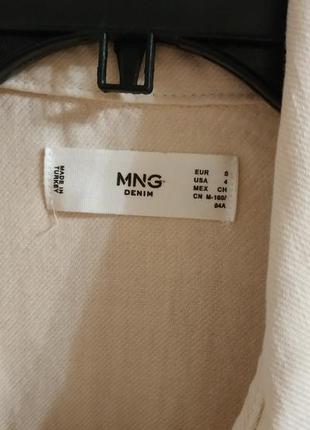 MADE IN
TURKEY
MNG
DENIM
EUR S
USA 4
MEX CH
CN M-160/
84A